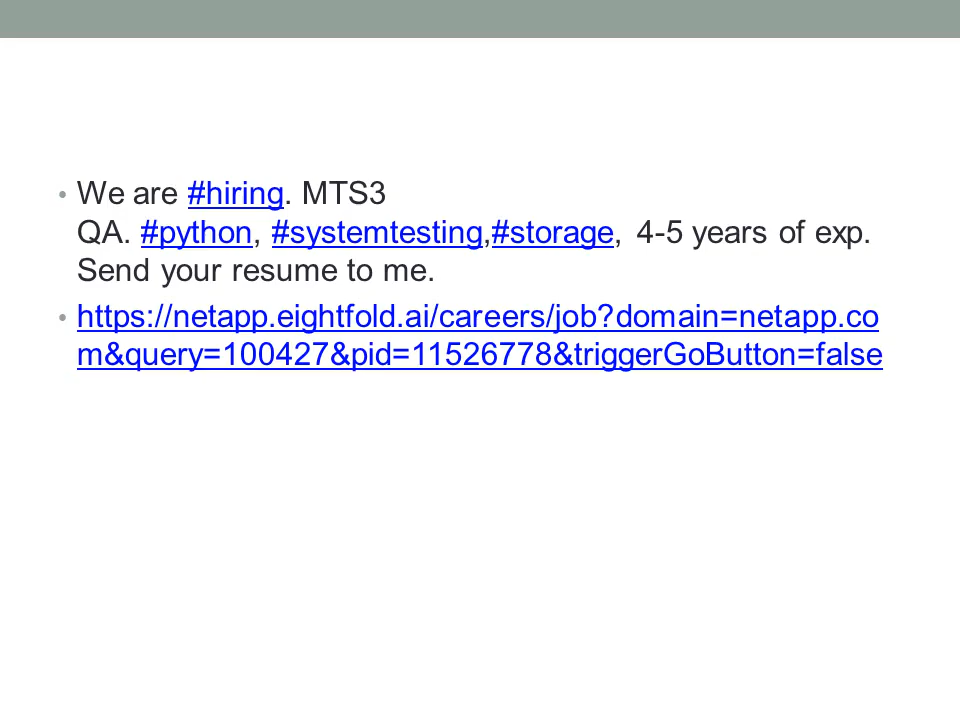 • We are #hiring. MTS3
QA. #python, #systemtesting,#storage, 4-5 years of exp.
Send your resume to me.
• https://netapp.eightfold.ai/careers/job?domain=netapp.co
m&query=100427&pid=11526778&triggerGoButton=false